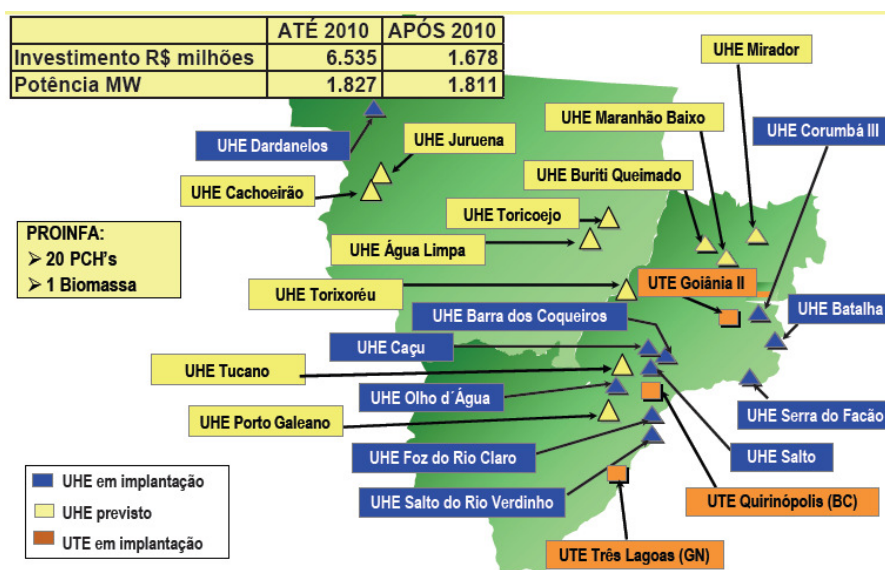 ATÉ 2010 APÓS 2010
Investimento R$ milhões 6.535 1.678
Potência MW 1.827 1.811
UHE Mirador
UHE Maranhão Baixo
UHE Corumbá III
UHE Dardanelos
UHE Juruena
UHE Buriti Queimado
UHE Cachoeirão
UHE Toricoejo
PROINFA:
➢ 20 PCH's
➢ 1 Biomassa
UHE Água Limpa
UTE Goiânia II
UHE Torixoréu
UHE Barra dos Coqueiros
UHE Batalha
UHE Caçu
UHE Tucano
UHE Olho d´Água
UHE Porto Galeano
UHE Serra do Facão
UHE Foz do Rio Claro
UHE Salto
UHE em implantação
UHE Salto do Rio Verdinho
UTE Quirinópolis (BC)
UHE previsto
UTE em implantação
UTE Três Lagoas (GN)